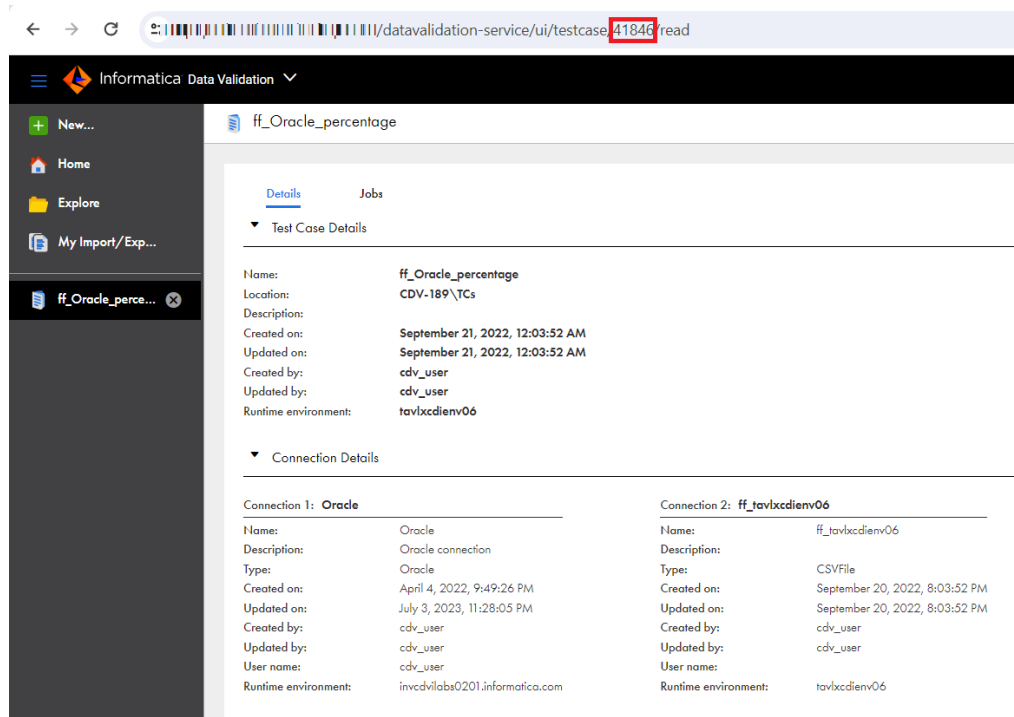 /datavalidation-service/ui/testcase/41846/read
Informatica Data Validation
New...
Home
Explore
My Import/Exp...
ff_Oracle_perce...
ff_Oracle_percentage
Details Jobs
Test Case Details
Name: ff_Oracle_percentage
Location: CDV-189\TCs
Description:
Created on: September 21, 2022, 12:03:52 AM
Updated on: September 21, 2022, 12:03:52 AM
Created by: cdv_user
Updated by: cdv_user
Runtime environment: tavlxcdienv06
Connection Details
Connection 1: Oracle
Name: Oracle
Description: Oracle connection
Type: Oracle
Created on: April 4, 2022, 9:49:26 PM
Updated on: July 3, 2023, 11:28:05 PM
Created by: cdv_user
Updated by: cdv_user
User name: cdv_user
Runtime environment: invcdvilabs0201.informatica.com
Connection 2: ff_tavlxcdienv06
Name: ff_tavlxcdienv06
Description:
Type: CSVFile
Created on: September 20, 2022, 8:03:52 PM
Updated on: September 20, 2022, 8:03:52 PM
Created by: cdv_user
Updated by: cdv_user
User name:
Runtime environment: tavlxcdienv06